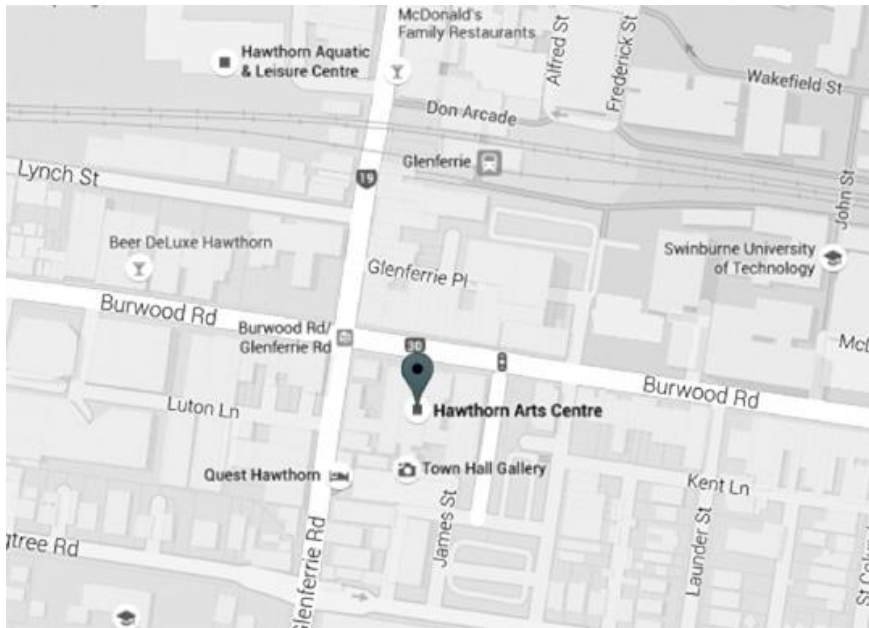 McDonald's
Family Restaurants
Hawthorn Aquatic
& Leisure Centre
Alfred St
Frederick St
Wakefield St
Don Arcade
Glenferrie
19
Lynch St
John St
Beer DeLuxe Hawthorn
Glenferrie Pl
Swinburne University
of Technology
Burwood Rd
Burwood Rd/
Glenferrie Rd
30
McL
Burwood Rd
Luton Ln
Hawthorn Arts Centre
Quest Hawthorn
Town Hall Gallery
Kent Ln
James St
Launder St
gtree Rd
Glenferrie Rd